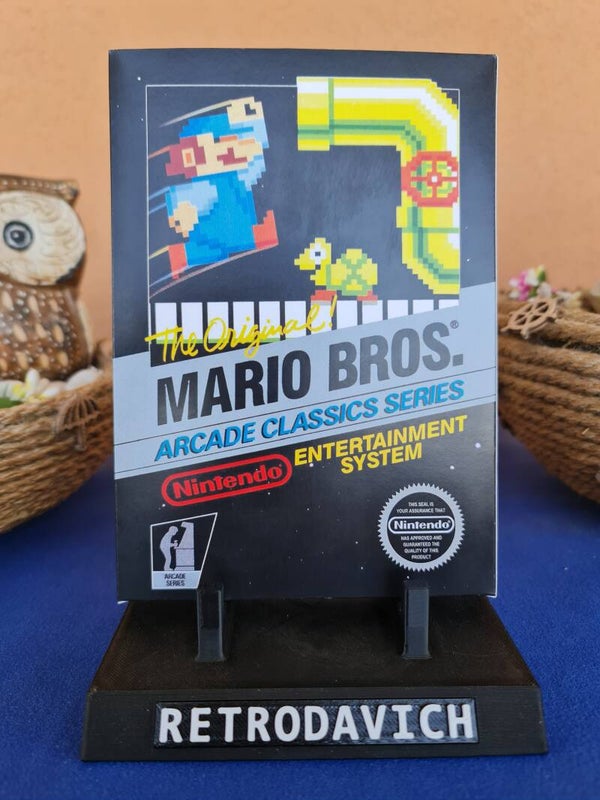 The Original!
MARIO BROS.®
ARCADE CLASSICS SERIES
Nintendo®
ENTERTAINMENT
SYSTEM
ARCADE
SERIES
THIS SEAL IS
YOUR ASSURANCE THAT
Nintendo®
HAS APPROVED AND
GUARANTEED THE
QUALITY OF THIS
PRODUCT
RETRODAVICH